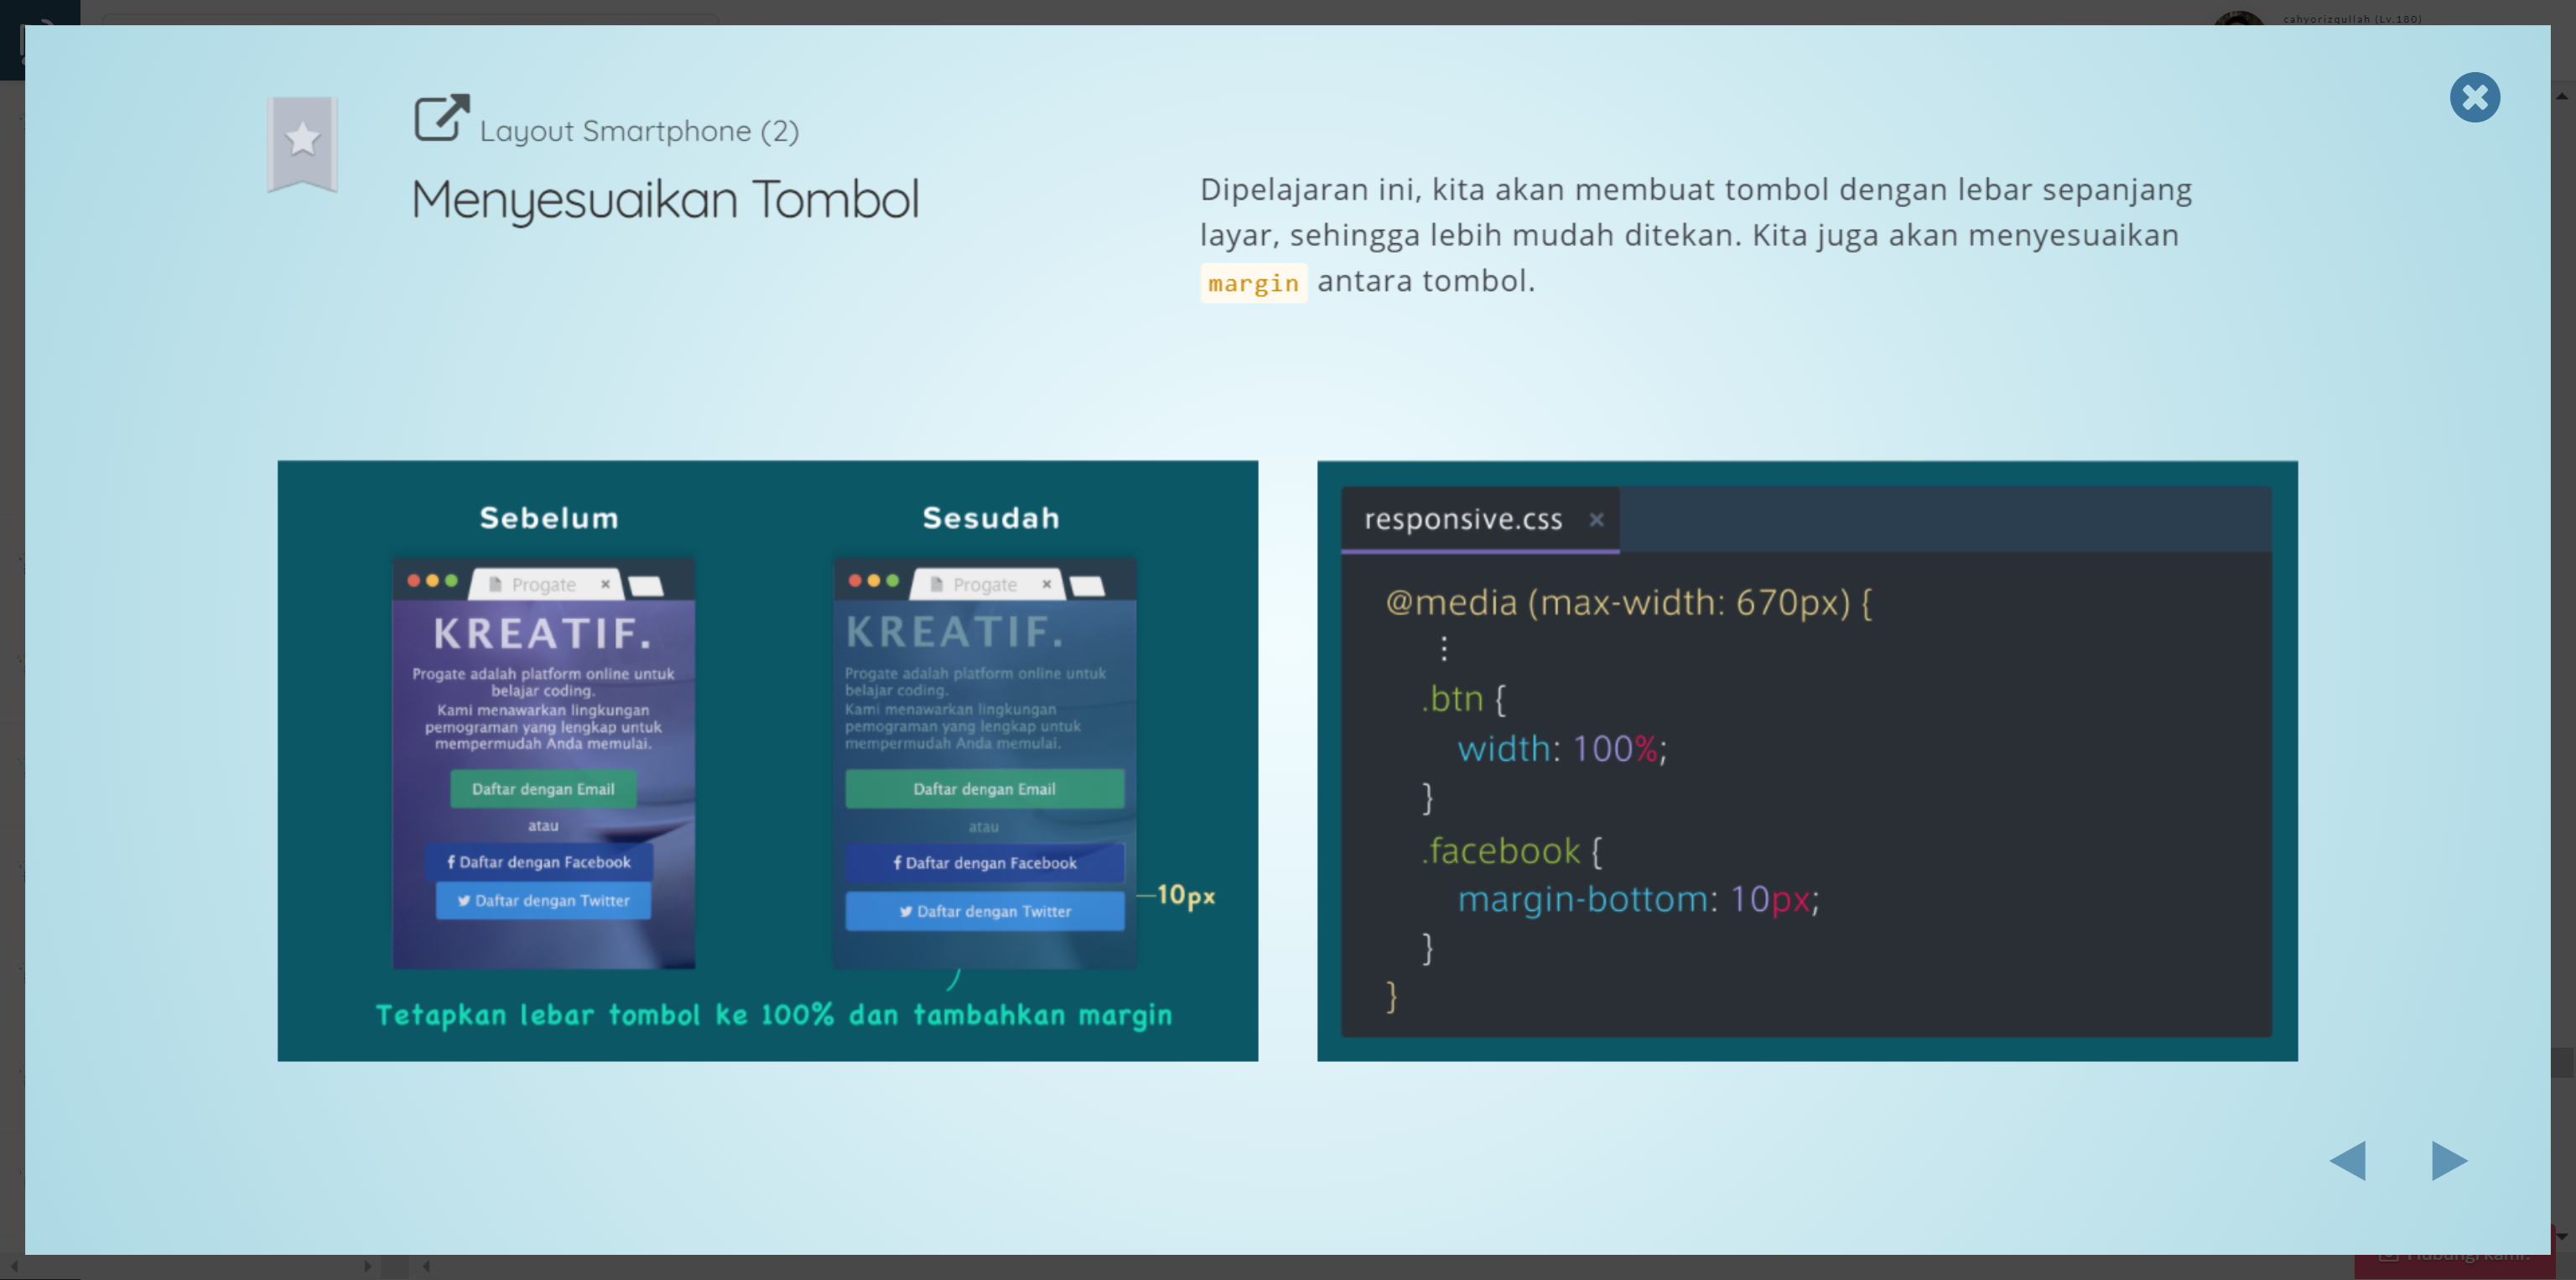 cahyorizqullah (Lv.180)
Layout Smartphone (2)
Menyesuaikan Tombol
Dipelajaran ini, kita akan membuat tombol dengan lebar sepanjang
layar, sehingga lebih mudah ditekan. Kita juga akan menyesuaikan
margin antara tombol.
Sebelum
Progate
KREATIF.
Progate adalah platform online untuk
belajar coding.
Kami menawarkan lingkungan
pemograman yang lengkap untuk
mempermudah Anda memulai.
Daftar dengan Email
atau
f Daftar dengan Facebook
Daftar dengan Twitter
Sesudah
Progate
KREATIF.
Progate adalah platform online untuk
belajar coding.
Kami menawarkan lingkungan
pemograman yang lengkap untuk
mempermudah Anda memulai.
Daftar dengan Email
atau
f Daftar dengan Facebook
Daftar dengan Twitter
10px
Tetapkan lebar tombol ke 100% dan tambahkan margin
responsive.css ×
@media (max-width: 670px) {
⋮
.btn {
width: 100%;
}
.facebook {
margin-bottom: 10px;
}
}
Hubungi kami.